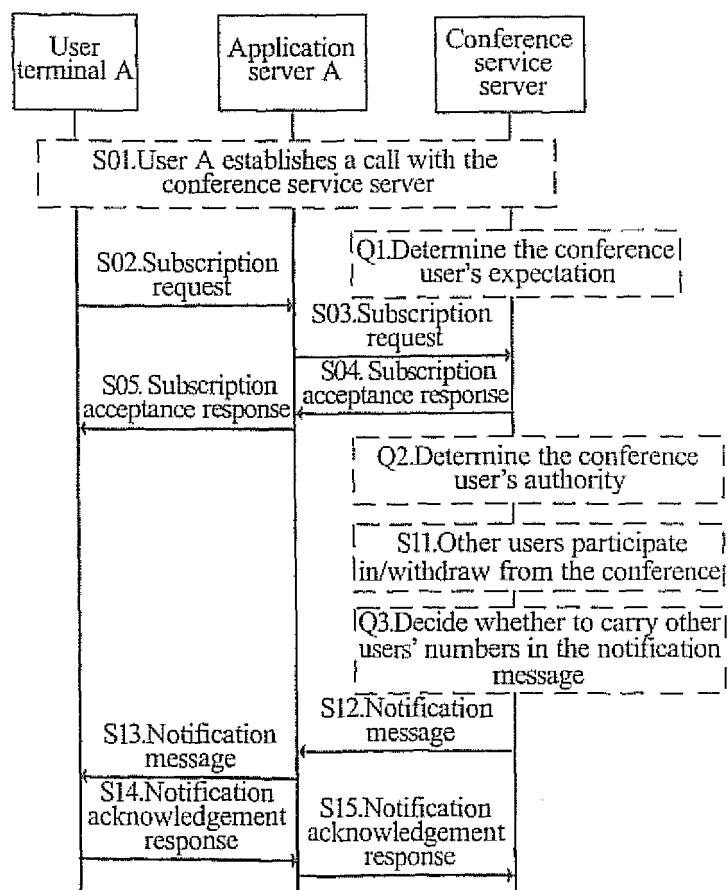 User
terminal A
Application
server A
Conference
service
server
S01.User A establishes a call with the
conference service server
Q1.Determine the conference
user's expectation
S02.Subscription
request
S03.Subscription
request
S04. Subscription
acceptance response
S05. Subscription
acceptance response
Q2.Determine the conference
user's authority
S11.Other users participate
in/withdraw from the conference
Q3.Decide whether to carry other
users' numbers in the notification
message
S12.Notification
message
S13.Notification
message
S14.Notification
acknowledgement
response
S15.Notification
acknowledgement
response